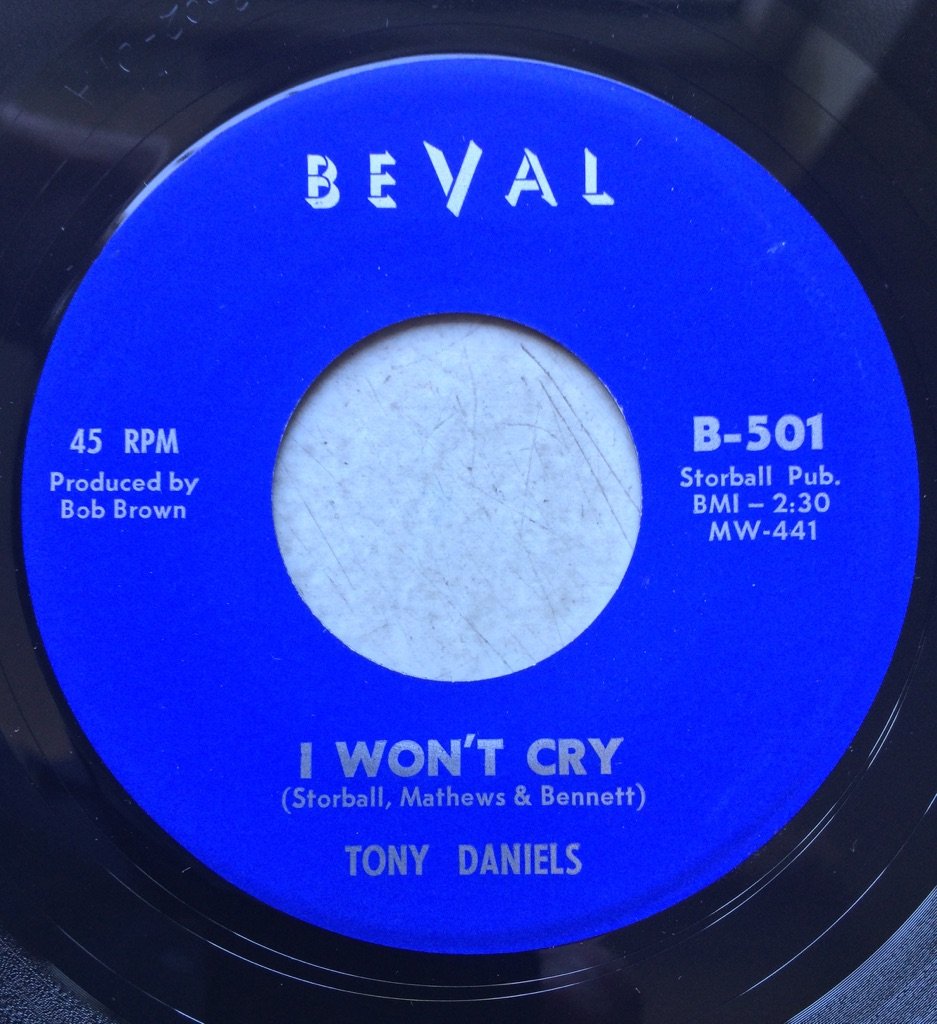 BEVAL
45 RPM
Produced by
Bob Brown
B-501
Storball Pub.
BMI – 2:30
MW-441
I WON'T CRY
(Storball, Mathews & Bennett)
TONY DANIELS